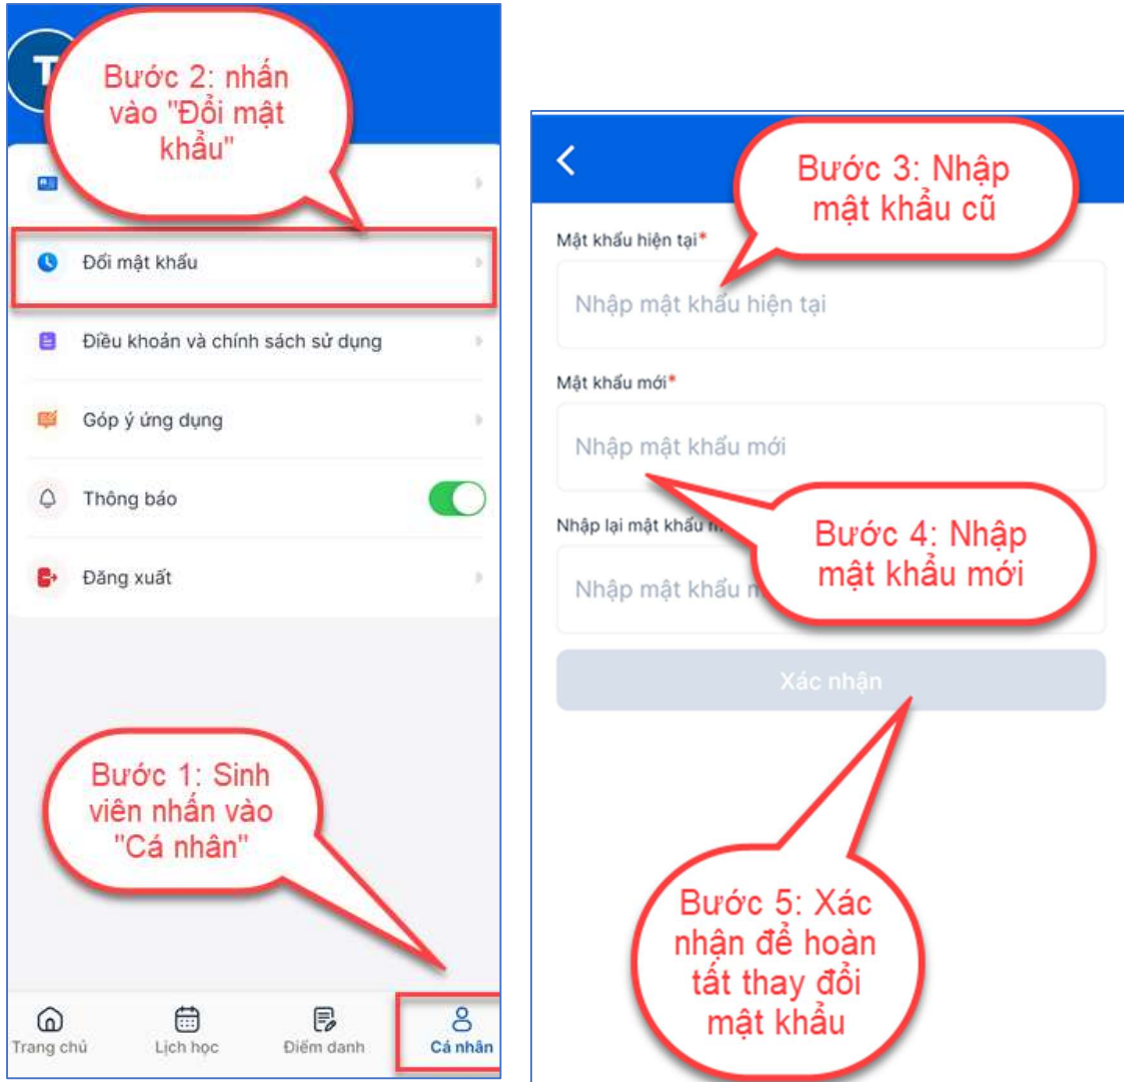 T
Bước 2: nhấn
vào "Đổi mật
khẩu"
Đổi mật khẩu
Điều khoản và chính sách sử dụng
Góp ý ứng dụng
Thông báo
Đăng xuất
Bước 1: Sinh
viên nhấn vào
"Cá nhân"
Trang chủ
Lịch học
Điểm danh
Cá nhân
Bước 3: Nhập
mật khẩu cũ
Mật khẩu hiện tại*
Nhập mật khẩu hiện tại
Mật khẩu mới*
Nhập mật khẩu mới
Bước 4: Nhập
mật khẩu mới
Nhập lại mật khẩu
Nhập mật khẩu
Xác nhận
Bước 5: Xác
nhận để hoàn
tất thay đổi
mật khẩu